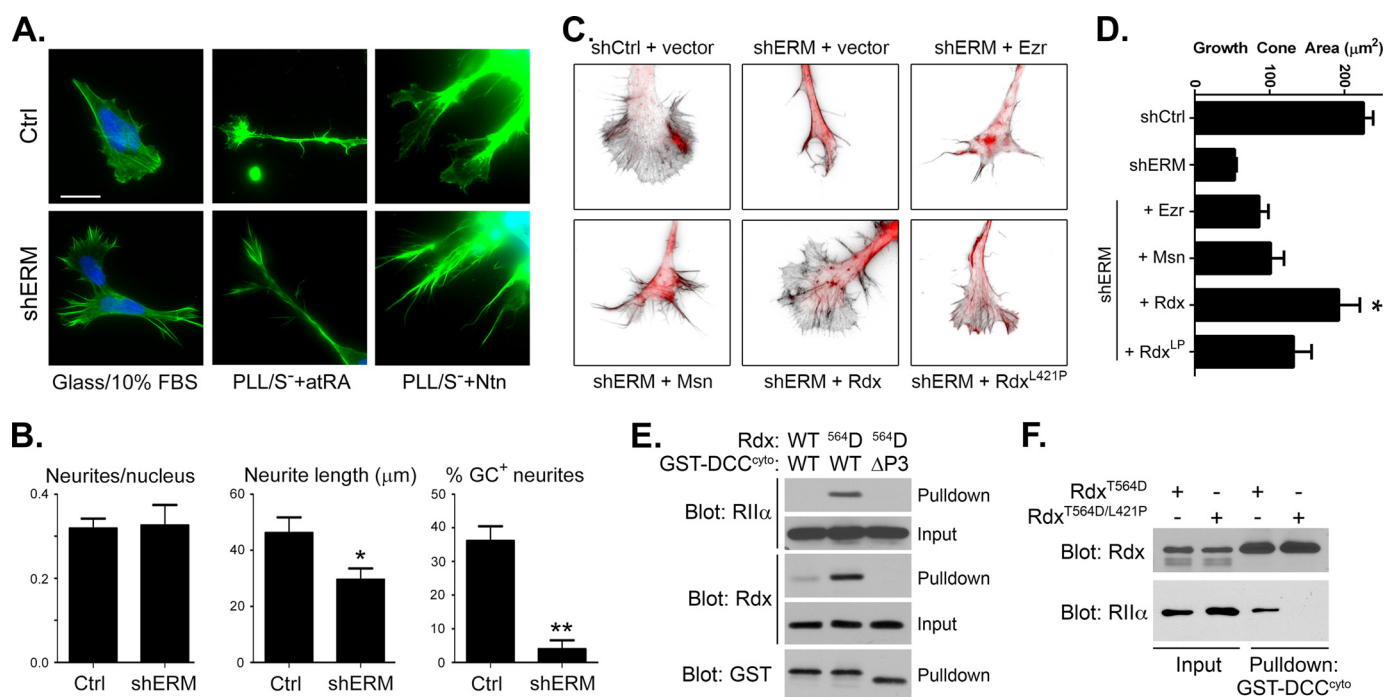 A.
Ctrl
shERM
Glass/10% FBS
PLL/S⁻+atRA
PLL/S⁻+Ntn
B.
Neurites/nucleus
0.4
0.2
0.0
Ctrl
shERM
Neurite length (μm)
60
40
20
0
*
Ctrl
shERM
% GC⁺ neurites
50
40
30
20
10
0
**
Ctrl
shERM
C.
shCtrl + vector
shERM + vector
shERM + Ezr
shERM + Msn
shERM + Rdx
shERM + Rdx^L421P
D.
Growth Cone Area (μm²)
0
100
200
shCtrl
shERM
shERM
+ Ezr
+ Msn
+ Rdx
*
+ Rdx^LP
E.
Rdx: WT ⁵⁶⁴D ⁵⁶⁴D
GST-DCC^cyto: WT WT ΔP3
Blot: RIIα
Pulldown
Input
Blot: Rdx
Pulldown
Input
Blot: GST
Pulldown
F.
Rdx^T564D + - + -
Rdx^T564D/L421P - + - +
Blot: Rdx
Blot: RIIα
Input
Pulldown:
GST-DCC^cyto